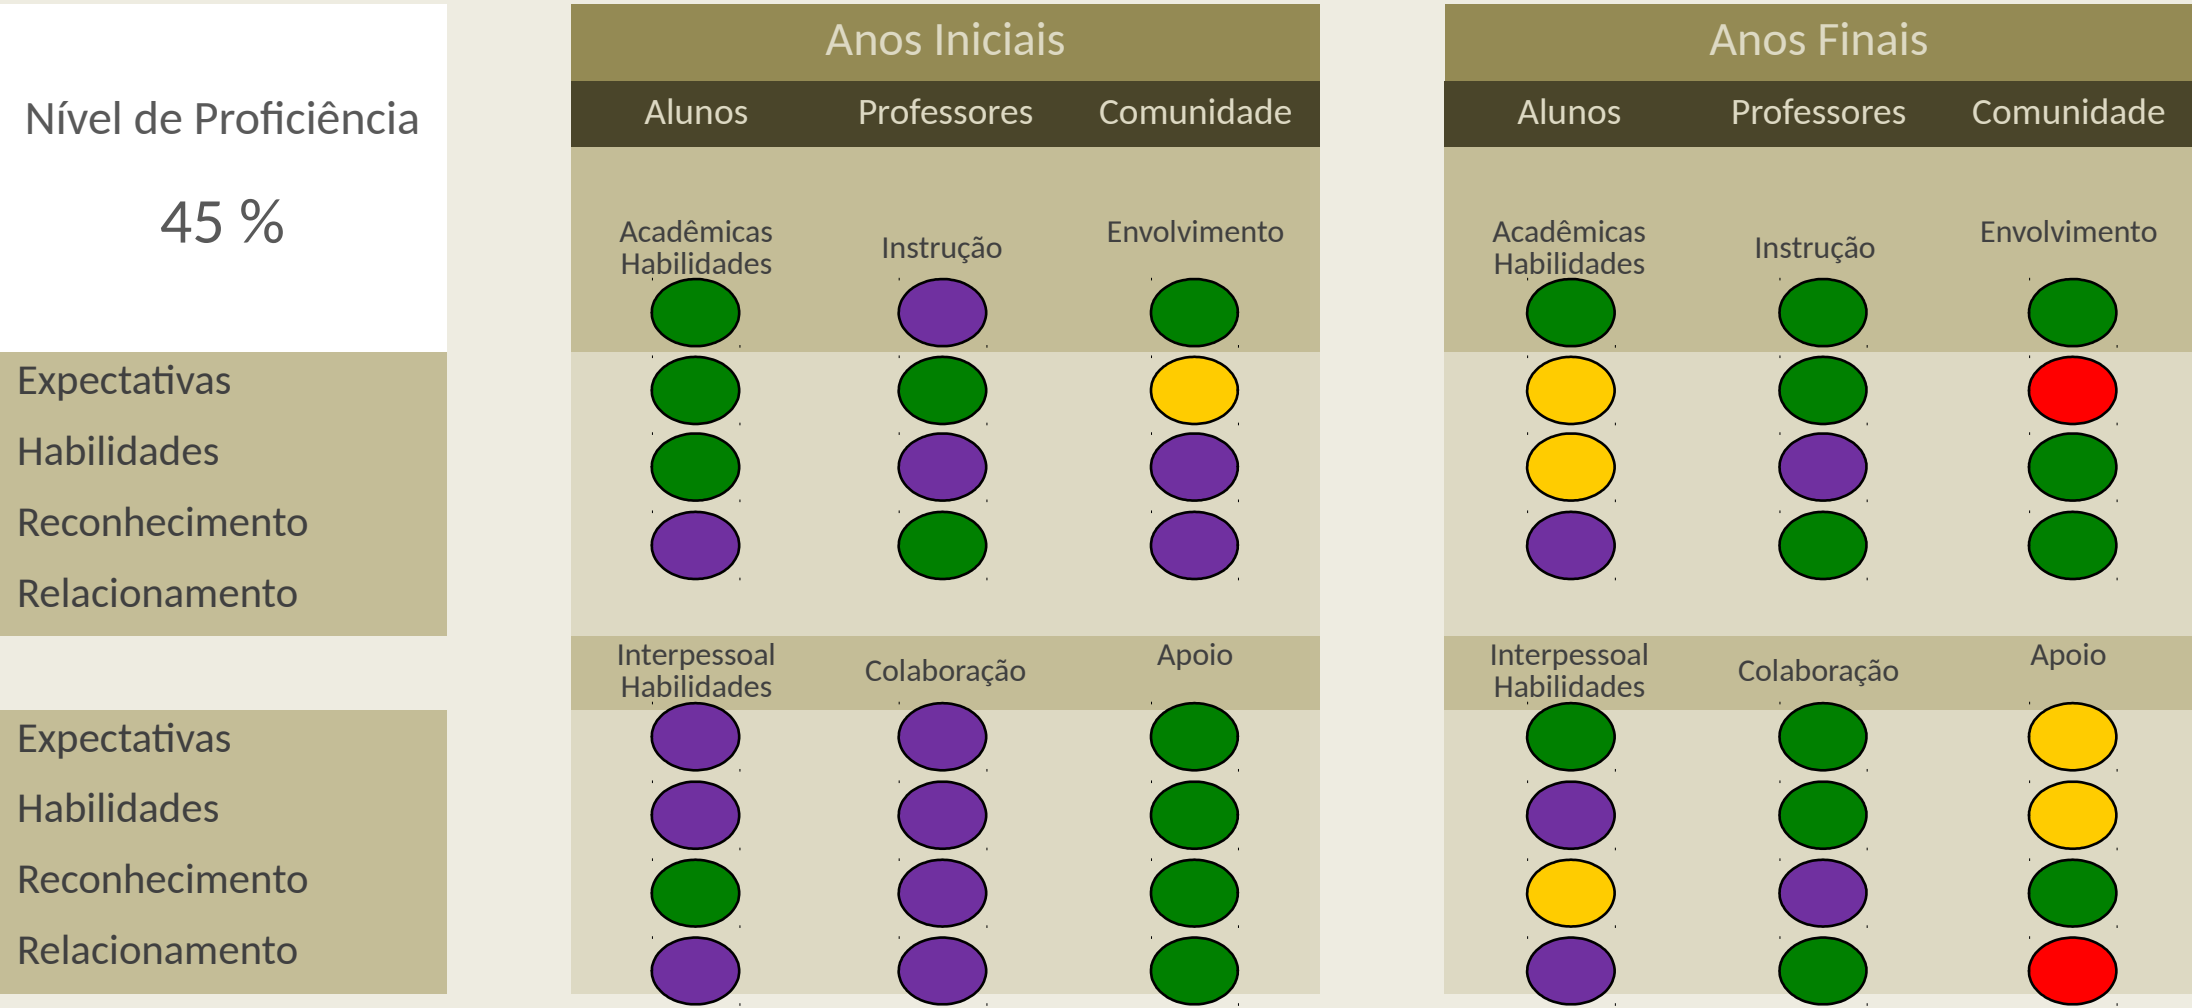 Nível de Proficiência
45 %
Anos Iniciais
Alunos Professores Comunidade
Acadêmicas
Habilidades
Instrução
Envolvimento
Anos Finais
Alunos Professores Comunidade
Acadêmicas
Habilidades
Instrução
Envolvimento
Expectativas
Habilidades
Reconhecimento
Relacionamento
Interpessoal
Habilidades
Colaboração
Apoio
Interpessoal
Habilidades
Colaboração
Apoio
Expectativas
Habilidades
Reconhecimento
Relacionamento